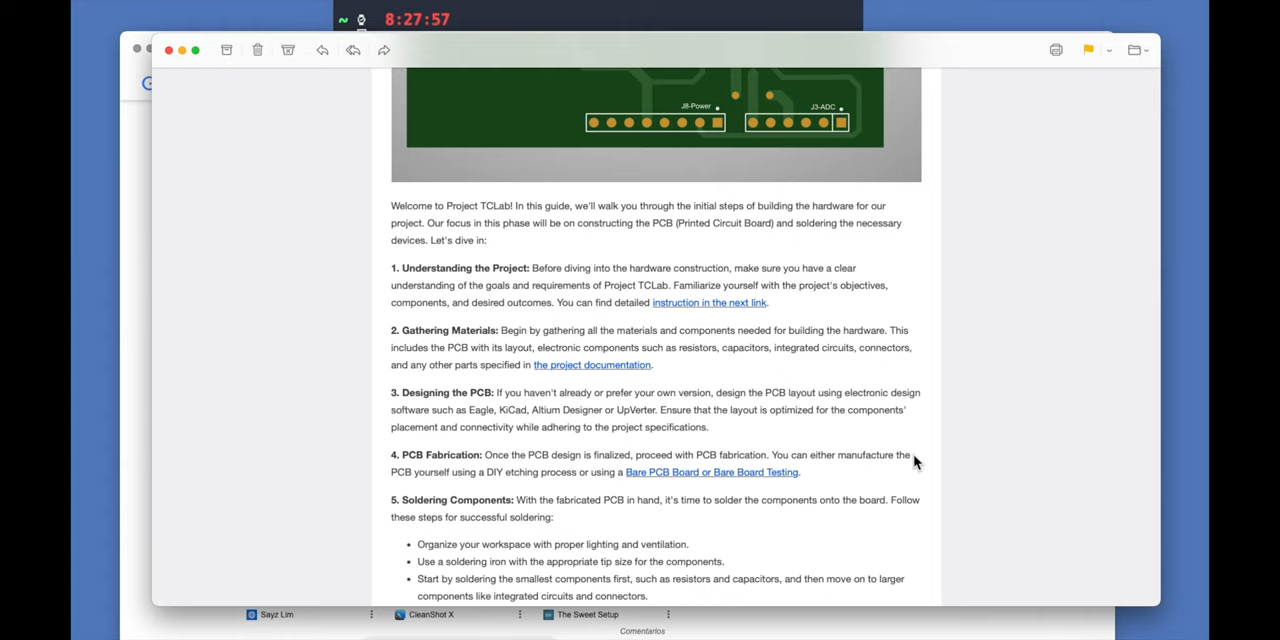 8:27:57
J8-Power
J3-ADC
Welcome to Project TCLab! In this guide, we'll walk you through the initial steps of building the hardware for our
project. Our focus in this phase will be on constructing the PCB (Printed Circuit Board) and soldering the necessary
devices. Let's dive in:
1. Understanding the Project: Before diving into the hardware construction, make sure you have a clear
understanding of the goals and requirements of Project TCLab. Familiarize yourself with the project's objectives,
components, and desired outcomes. You can find detailed instruction in the next link.
2. Gathering Materials: Begin by gathering all the materials and components needed for building the hardware. This
includes the PCB with its layout, electronic components such as resistors, capacitors, integrated circuits, connectors,
and any other parts specified in the project documentation.
3. Designing the PCB: If you haven't already or prefer your own version, design the PCB layout using electronic design
software such as Eagle, KiCad, Altium Designer or UpVerter. Ensure that the layout is optimized for the components'
placement and connectivity while adhering to the project specifications.
4. PCB Fabrication: Once the PCB design is finalized, proceed with PCB fabrication. You can either manufacture the
PCB yourself using a DIY etching process or using a Bare PCB Board or Bare Board Testing.
5. Soldering Components: With the fabricated PCB in hand, it's time to solder the components onto the board. Follow
these steps for successful soldering:
• Organize your workspace with proper lighting and ventilation.
• Use a soldering iron with the appropriate tip size for the components.
• Start by soldering the smallest components first, such as resistors and capacitors, and then move on to larger
components like integrated circuits and connectors.
Sayz Lim
CleanShot X
The Sweet Setup
Comentarios